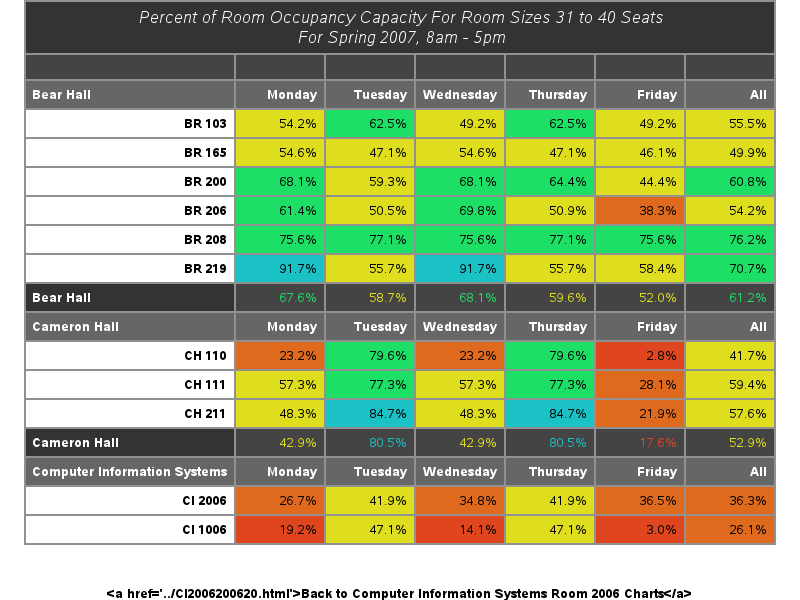 Percent of Room Occupancy Capacity For Room Sizes 31 to 40 Seats
For Spring 2007, 8am - 5pm
Bear Hall Monday Tuesday Wednesday Thursday Friday All
BR 103 54.2% 62.5% 49.2% 62.5% 49.2% 55.5%
BR 165 54.6% 47.1% 54.6% 47.1% 46.1% 49.9%
BR 200 68.1% 59.3% 68.1% 64.4% 44.4% 60.8%
BR 206 61.4% 50.5% 69.8% 50.9% 38.3% 54.2%
BR 208 75.6% 77.1% 75.6% 77.1% 75.6% 76.2%
BR 219 91.7% 55.7% 91.7% 55.7% 58.4% 70.7%
Bear Hall 67.6% 58.7% 68.1% 59.6% 52.0% 61.2%
Cameron Hall Monday Tuesday Wednesday Thursday Friday All
CH 110 23.2% 79.6% 23.2% 79.6% 2.8% 41.7%
CH 111 57.3% 77.3% 57.3% 77.3% 28.1% 59.4%
CH 211 48.3% 84.7% 48.3% 84.7% 21.9% 57.6%
Cameron Hall 42.9% 80.5% 42.9% 80.5% 17.6% 52.9%
Computer Information Systems Monday Tuesday Wednesday Thursday Friday All
CI 2006 26.7% 41.9% 34.8% 41.9% 36.5% 36.3%
CI 1006 19.2% 47.1% 14.1% 47.1% 3.0% 26.1%
<a href='../CI2006200620.html'>Back to Computer Information Systems Room 2006 Charts</a>